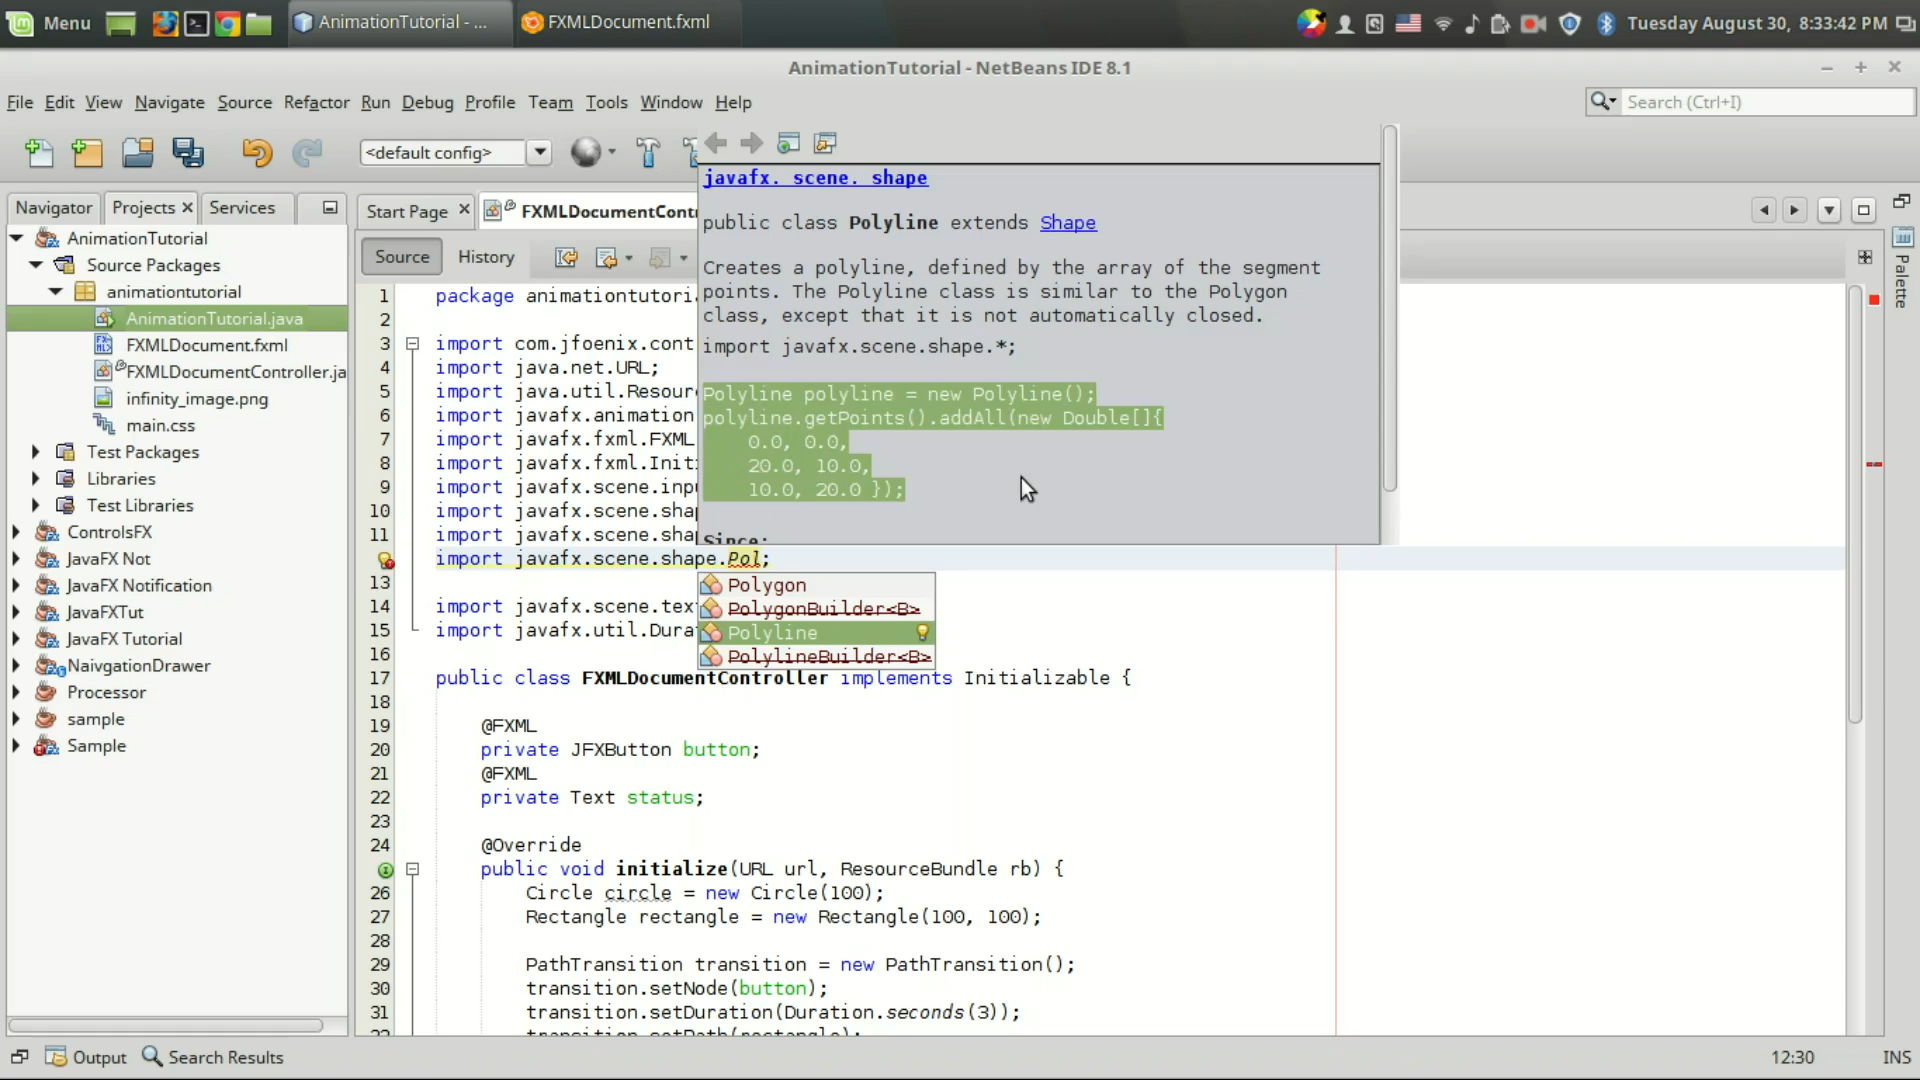 Menu
AnimationTutorial - ...
FXMLDocument.fxml
Tuesday August 30, 8:33:42 PM
AnimationTutorial - NetBeans IDE 8.1
File Edit View Navigate Source Refactor Run Debug Profile Team Tools Window Help
Search (Ctrl+I)
<default config>
Navigator
Projects
Services
Start Page
FXMLDocumentCont
Source
History
Palette
AnimationTutorial
Source Packages
animationtutorial
AnimationTutorial.java
FXMLDocument.fxml
FXMLDocumentController.ja
infinity_image.png
main.css
Test Packages
Libraries
Test Libraries
ControlsFX
JavaFX Not
JavaFX Notification
JavaFXTut
JavaFX Tutorial
NaivgationDrawer
Processor
sample
Sample
javafx. scene. shape
public class Polyline extends Shape
Creates a polyline, defined by the array of the segment
points. The Polyline class is similar to the Polygon
class, except that it is not automatically closed.
import javafx.scene.shape.*;
Polyline polyline = new Polyline();
polyline.getPoints().addAll(new Double[]{
0.0, 0.0,
20.0, 10.0,
10.0, 20.0 });
Since:
1 package animationtutori
2
3 import com.jfoenix.cont
4 import java.net.URL;
5 import java.util.Resour
6 import javafx.animation
7 import javafx.fxml.FXML
8 import javafx.fxml.Init
9 import javafx.scene.inpu
10 import javafx.scene.sha
11 import javafx.scene.sha
import javafx.scene.shape.Pol;
13
14 import javafx.scene.tex
15 import javafx.util.Dura
Polygon
PolygonBuilder<B>
Polyline
PolylineBuilder<B>
16
17 public class FXMLDocumentController implements Initializable {
18
19 @FXML
20 private JFXButton button;
21 @FXML
22 private Text status;
23
24 @Override
public void initialize(URL url, ResourceBundle rb) {
26 Circle circle = new Circle(100);
27 Rectangle rectangle = new Rectangle(100, 100);
28
29 PathTransition transition = new PathTransition();
30 transition.setNode(button);
31 transition.setDuration(Duration.seconds(3));
transition.setPath(rectangle);
Output
Search Results
12:30
INS